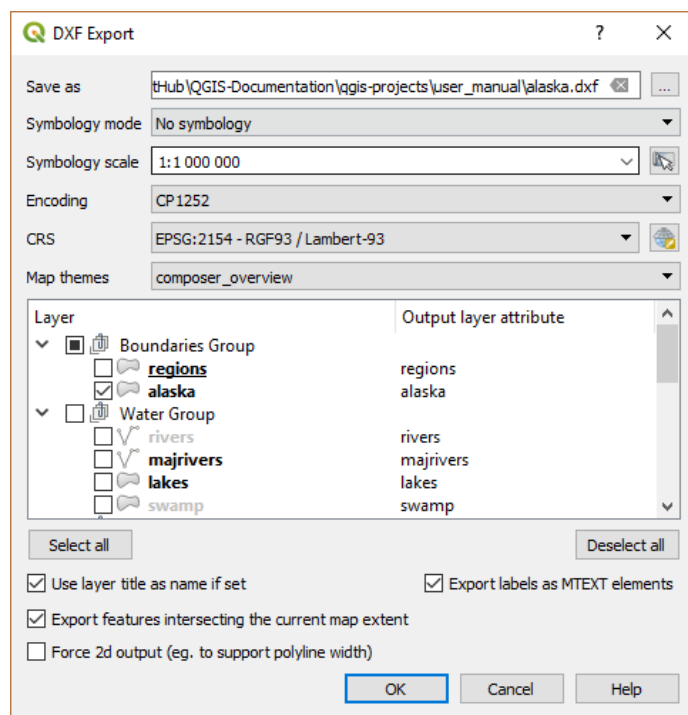 DXF Export
Save as tHub\QGIS-Documentation\qgis-projects\user_manual\alaska.dxf ...
Symbology mode No symbology
Symbology scale 1:1 000 000
Encoding CP1252
CRS EPSG:2154 - RGF93 / Lambert-93
Map themes composer_overview
Layer Output layer attribute
Boundaries Group
regions regions
alaska alaska
Water Group
rivers rivers
majrivers majrivers
lakes lakes
swamp swamp
Select all Deselect all
Use layer title as name if set Export labels as MTEXT elements
Export features intersecting the current map extent
Force 2d output (eg. to support polyline width)
OK Cancel Help